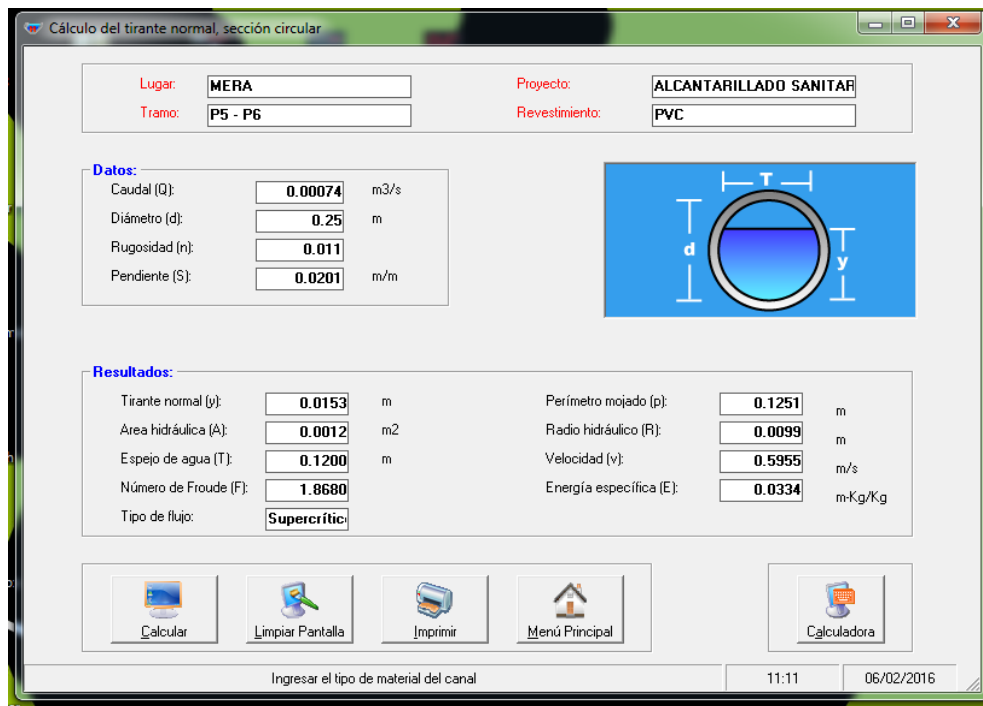 Cálculo del tirante normal, sección circular
Lugar: MERA Proyecto: ALCANTARILLADO SANITAR
Tramo: P5 - P6 Revestimiento: PVC
Datos:
Caudal (Q): 0.00074 m3/s
Diámetro (d): 0.25 m
Rugosidad (n): 0.011
Pendiente (S): 0.0201 m/m
T
d
y
Resultados:
Tirante normal (y): 0.0153 m Perímetro mojado (p): 0.1251 m
Area hidráulica (A): 0.0012 m2 Radio hidráulico (R): 0.0099 m
Espejo de agua (T): 0.1200 m Velocidad (v): 0.5955 m/s
Número de Froude (F): 1.8680 Energía específica (E): 0.0334 m-Kg/Kg
Tipo de flujo: Supercrític
Calcular Limpiar Pantalla Imprimir Menú Principal Calculadora
Ingresar el tipo de material del canal 11:11 06/02/2016